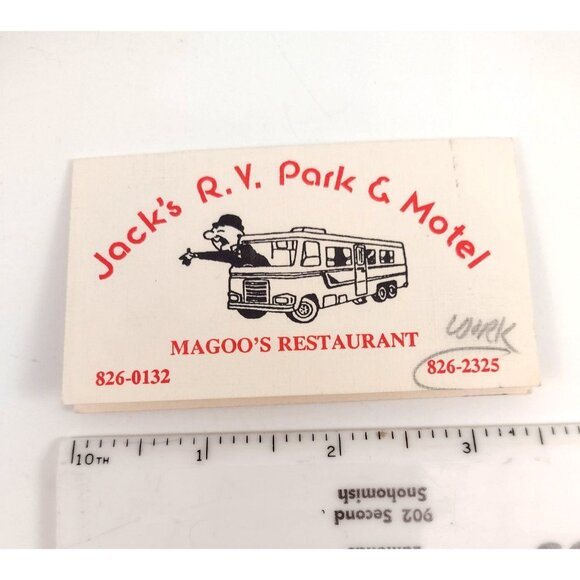 Jack's R.V. Park & Motel
MAGOO'S RESTAURANT
WORK
826-0132 826-2325
10TH 1 2 3
902 Second
Snohomish